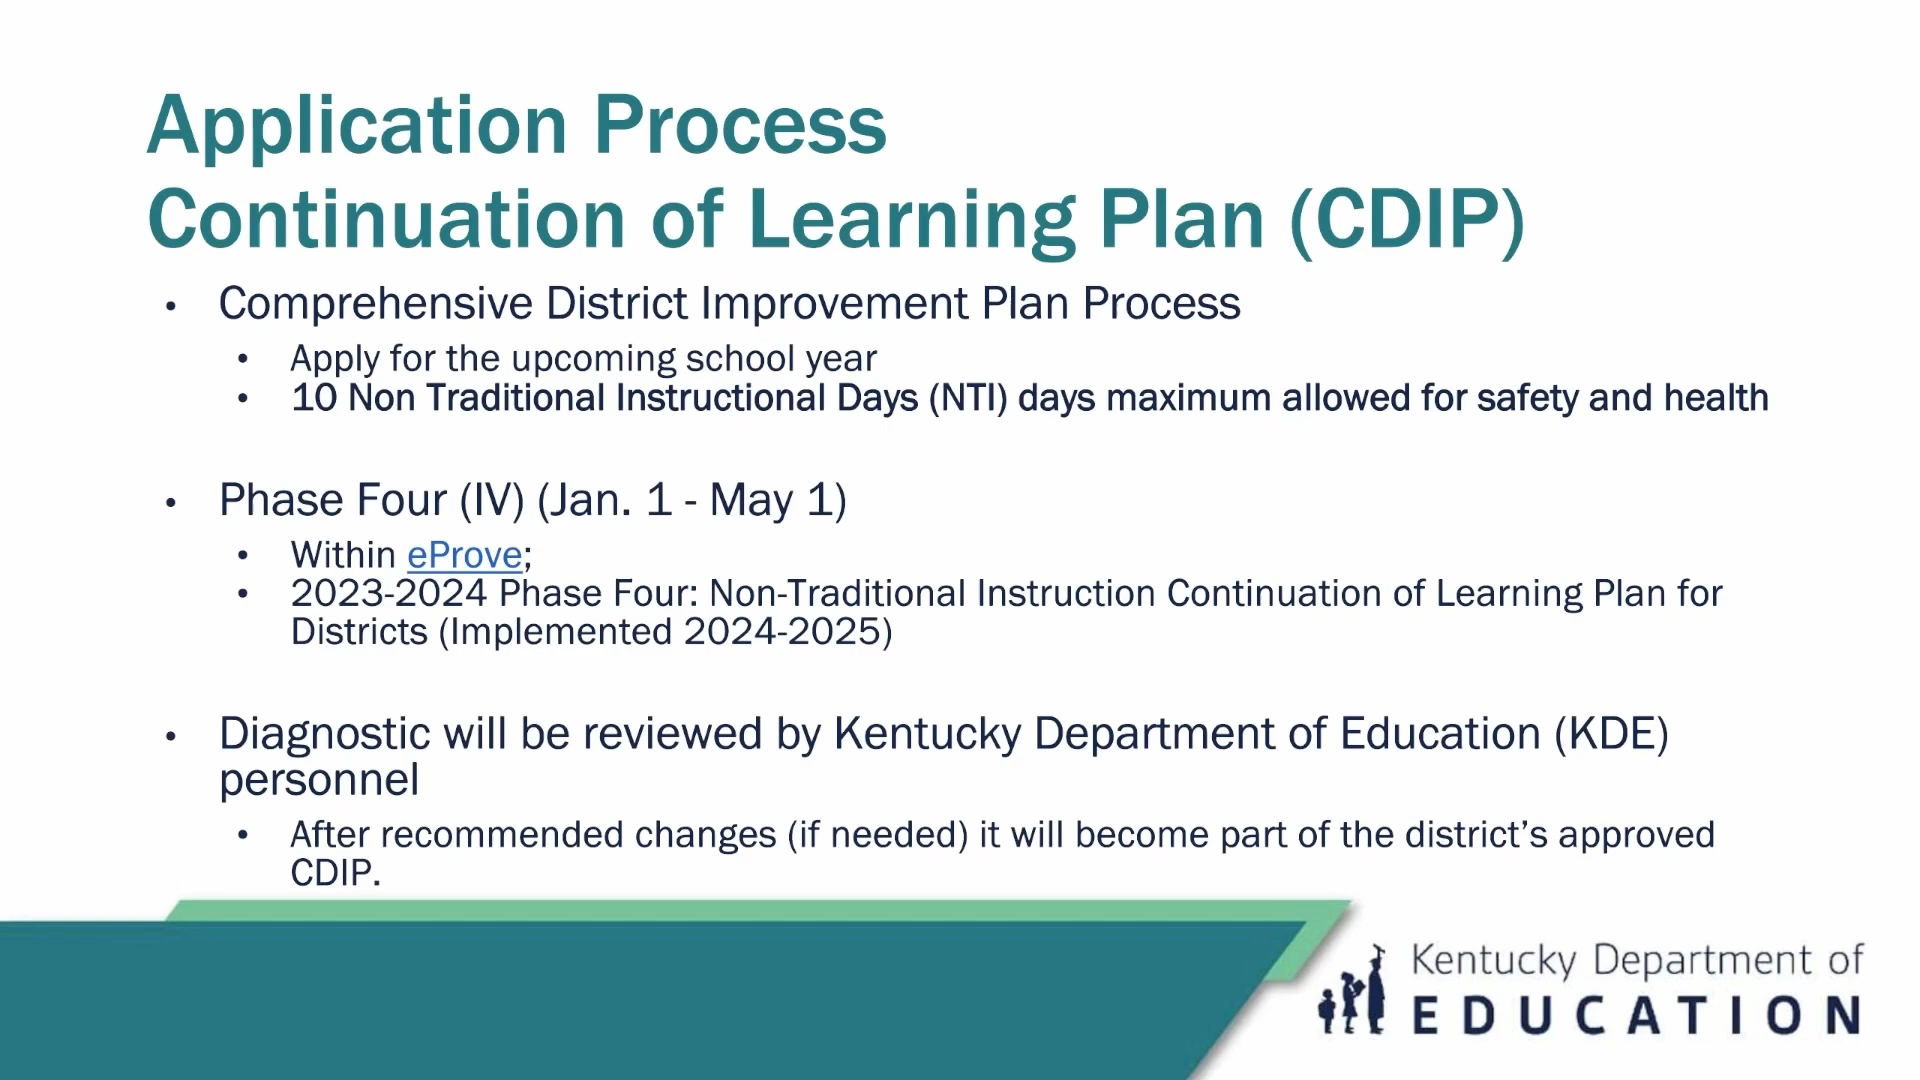 Application Process
Continuation of Learning Plan (CDIP)
• Comprehensive District Improvement Plan Process
• Apply for the upcoming school year
• 10 Non Traditional Instructional Days (NTI) days maximum allowed for safety and health
• Phase Four (IV) (Jan. 1 - May 1)
• Within eProve;
• 2023-2024 Phase Four: Non-Traditional Instruction Continuation of Learning Plan for
Districts (Implemented 2024-2025)
• Diagnostic will be reviewed by Kentucky Department of Education (KDE)
personnel
• After recommended changes (if needed) it will become part of the district’s approved
CDIP.
Kentucky Department of
EDUCATION